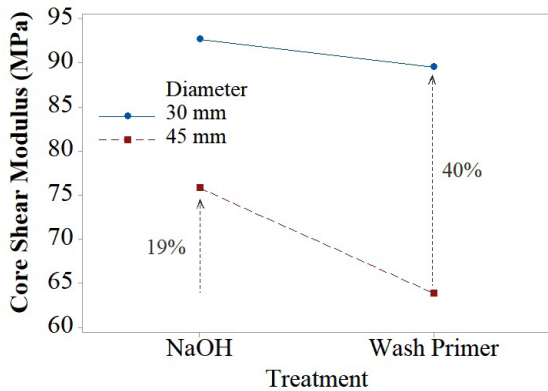 Core Shear Modulus (MPa)
95
90
85
80
75
70
65
60
Diameter
30 mm
45 mm
19%
40%
NaOH
Wash Primer
Treatment